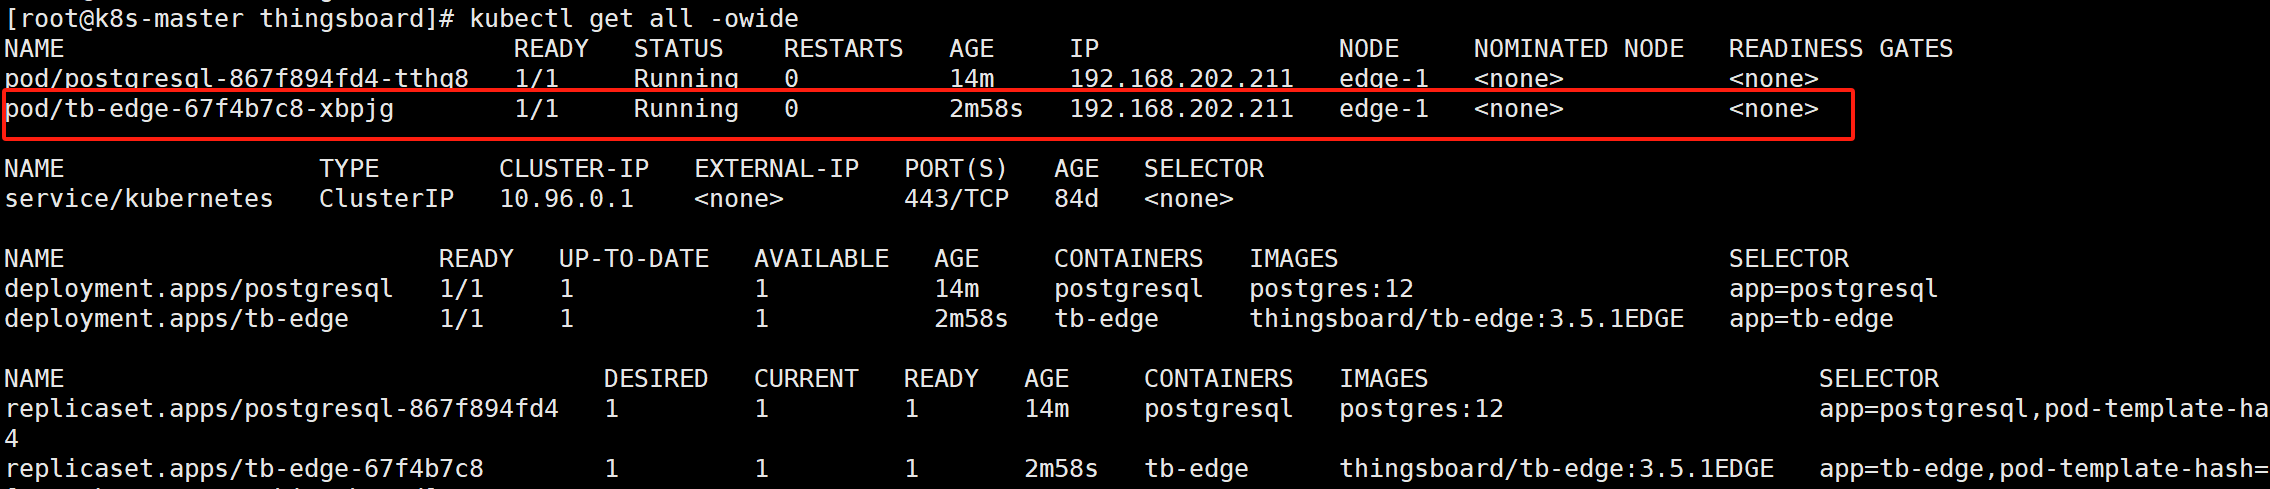 [root@k8s-master thingsboard]# kubectl get all -owide
NAME READY STATUS RESTARTS AGE IP NODE NOMINATED NODE READINESS GATES
pod/postgresql-867f894fd4-tthq8 1/1 Running 0 14m 192.168.202.211 edge-1 <none> <none>
pod/tb-edge-67f4b7c8-xbpjg 1/1 Running 0 2m58s 192.168.202.211 edge-1 <none> <none>
NAME TYPE CLUSTER-IP EXTERNAL-IP PORT(S) AGE SELECTOR
service/kubernetes ClusterIP 10.96.0.1 <none> 443/TCP 84d <none>
NAME READY UP-TO-DATE AVAILABLE AGE CONTAINERS IMAGES SELECTOR
deployment.apps/postgresql 1/1 1 1 14m postgresql postgres:12 app=postgresql
deployment.apps/tb-edge 1/1 1 1 2m58s tb-edge thingsboard/tb-edge:3.5.1EDGE app=tb-edge
NAME DESIRED CURRENT READY AGE CONTAINERS IMAGES SELECTOR
replicaset.apps/postgresql-867f894fd4 1 1 1 14m postgresql postgres:12 app=postgresql,pod-template-ha
4
replicaset.apps/tb-edge-67f4b7c8 1 1 1 2m58s tb-edge thingsboard/tb-edge:3.5.1EDGE app=tb-edge,pod-template-hash=